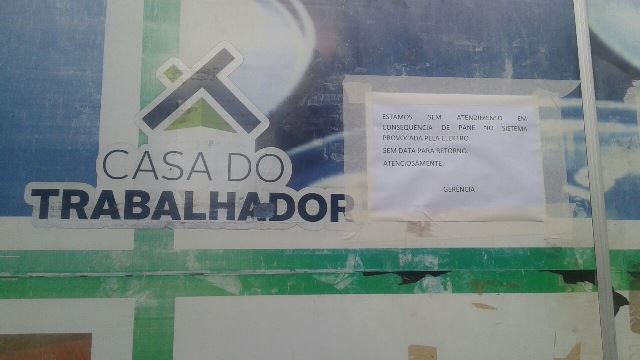 CASA DO
TRABALHADOR
ESTAMOS SEM ATENDIMENTO EM
CONSEQUENCIA DE PANE NO SISTEMA
PROVOCADA PELA ELEKTRO.
SEM DATA PARA RETORNO.
ATENCIOSAMENTE,
GERÊNCIA